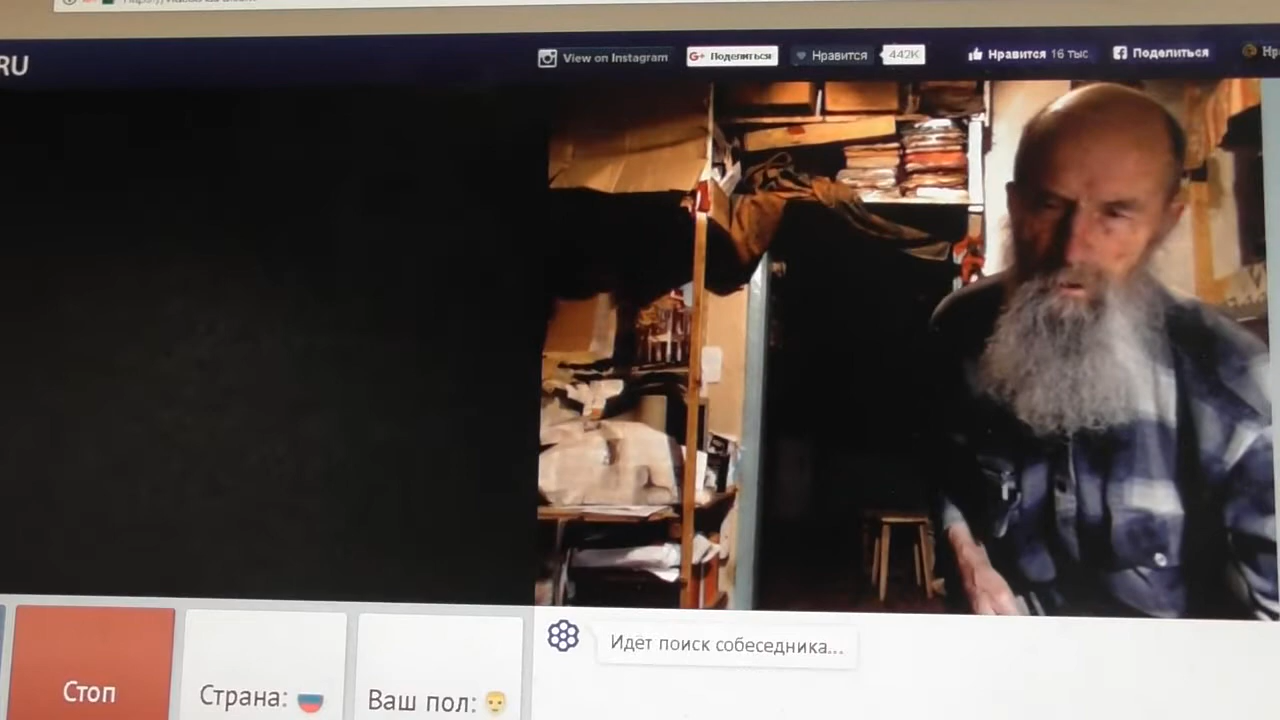 RU
View on Instagram
G+ Поделиться
Нравится 442K
Нравится 16 тыс.
Поделиться
Идет поиск собеседника...
Стоп
Страна:
Ваш пол: